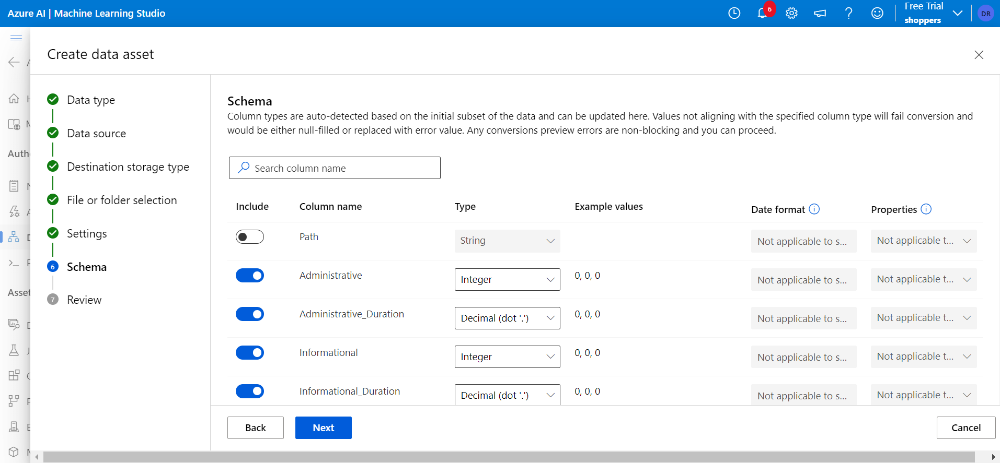 Azure AI | Machine Learning Studio
6
Free Trial
shoppers
DR
Create data asset
Data type
Data source
Destination storage type
File or folder selection
Settings
6 Schema
7 Review
Auth
Asset
Schema
Column types are auto-detected based on the initial subset of the data and can be updated here. Values not aligning with the specified column type will fail conversion and
would be either null-filled or replaced with error value. Any conversions preview errors are non-blocking and you can proceed.
Search column name
Include Column name Type Example values Date format Properties
Path String Not applicable to s... Not applicable t...
Administrative Integer 0, 0, 0 Not applicable to s... Not applicable t...
Administrative_Duration Decimal (dot '.') 0, 0, 0 Not applicable to s... Not applicable t...
Informational Integer 0, 0, 0 Not applicable to s... Not applicable t...
Informational_Duration Decimal (dot '.') 0, 0, 0 Not applicable to s... Not applicable t...
Back Next Cancel